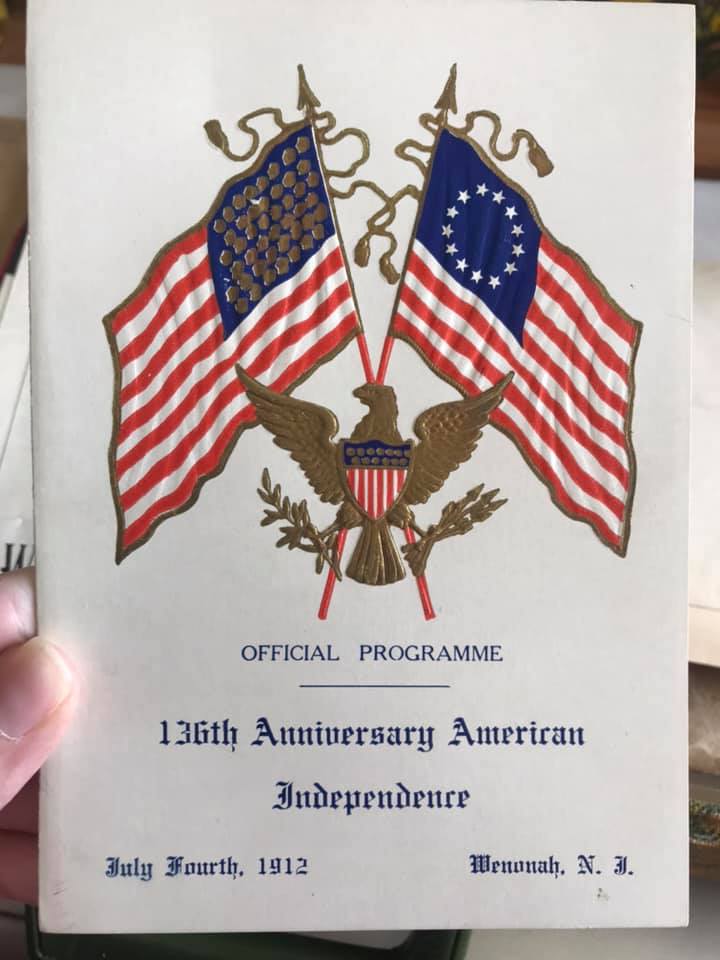 OFFICIAL PROGRAMME
136th Anniversary American
Independence
July Fourth, 1912 Wenonah, N. J.